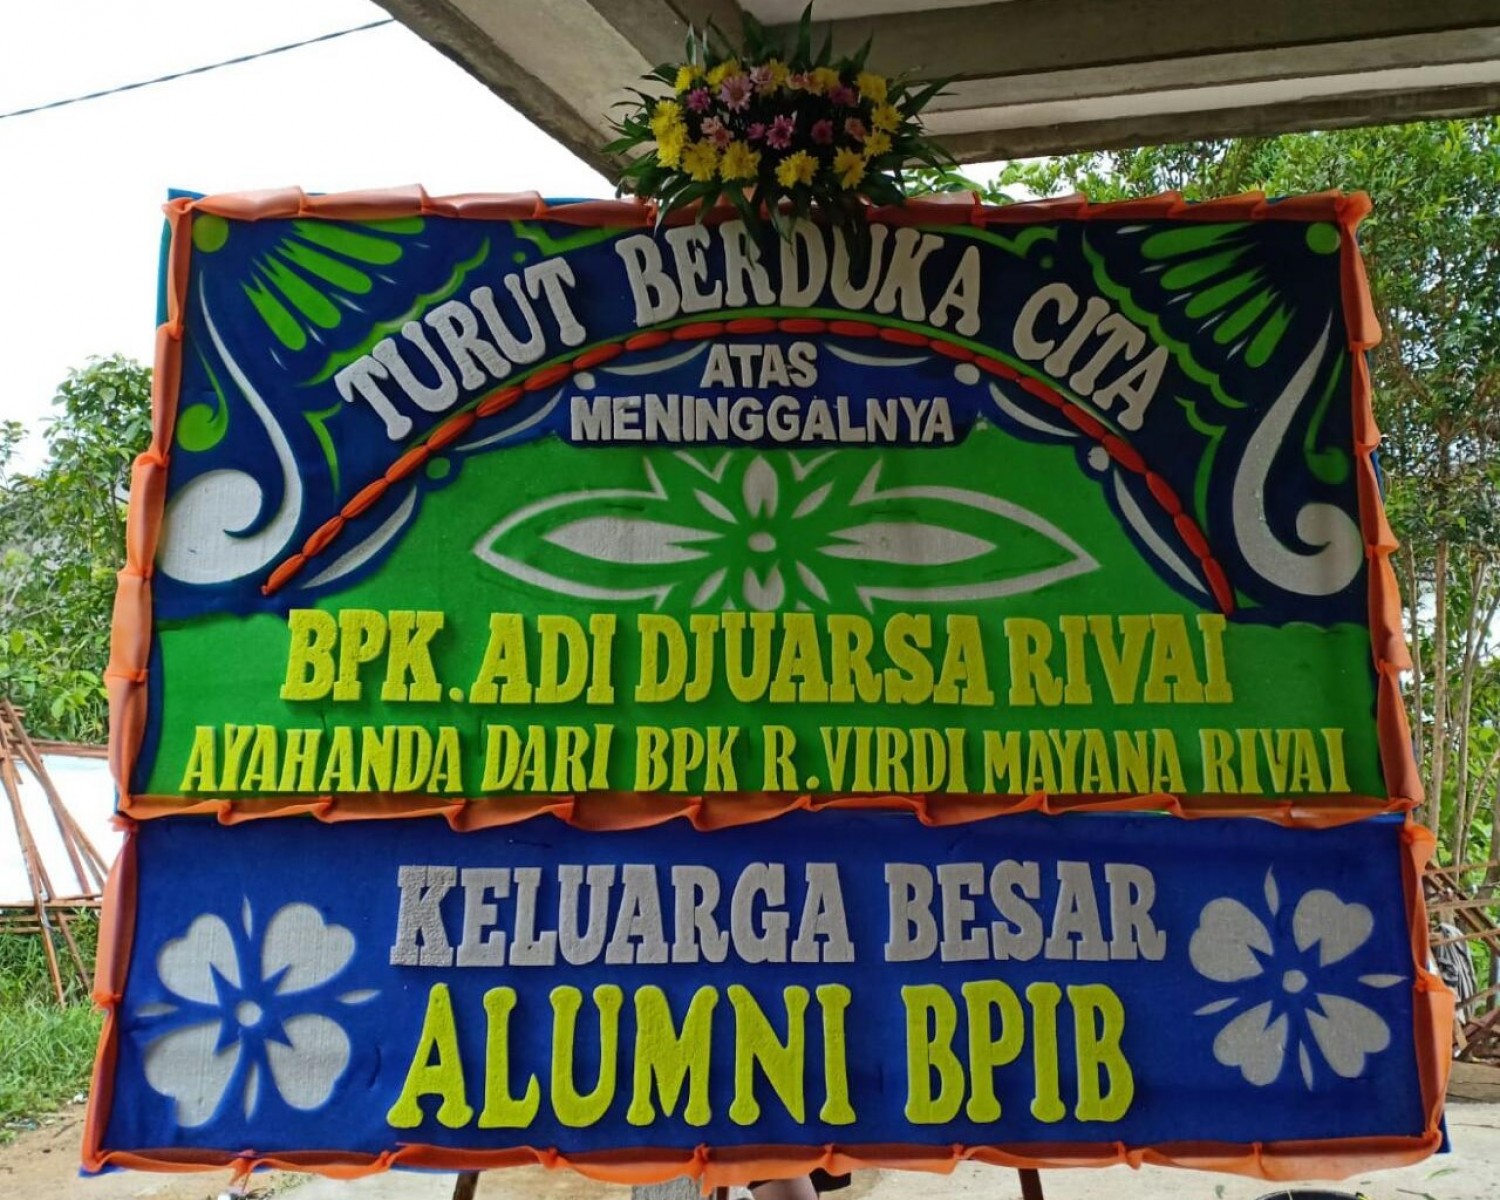 TURUT BERDUKA CITA
ATAS
MENINGGALNYA
BPK. ADI DJUARSA RIVAI
AYAHANDA DARI BPK R. VIRDI MAYANA RIVAI
KELUARGA BESAR
ALUMNI BPIB